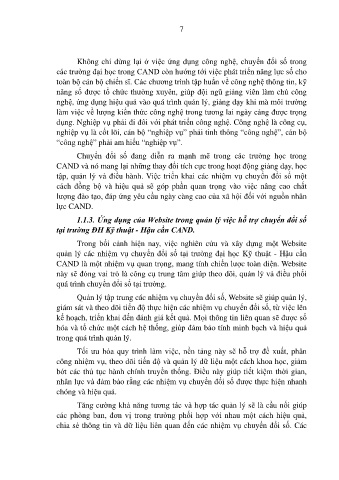 7
Không chỉ dừng lại ở việc ứng dụng công nghệ, chuyển đổi số trong
các trường đại học trong CAND còn hướng tới việc phát triển năng lực số cho
toàn bộ cán bộ chiến sĩ. Các chương trình tập huấn về công nghệ thông tin, kỹ
năng số được tổ chức thường xuyên, giúp đội ngũ giảng viên làm chủ công
nghệ, ứng dụng hiệu quả vào quá trình quản lý, giảng dạy khi mà môi trường
làm việc về lượng kiến thức công nghệ trong tương lai ngày càng được trọng
dụng. Nghiệp vụ phải đi đôi với phát triển công nghệ. Công nghệ là công cụ,
nghiệp vụ là cốt lõi, cán bộ “nghiệp vụ” phải tinh thông “công nghệ”, cán bộ
“công nghệ” phải am hiểu “nghiệp vụ”.
Chuyển đổi số đang diễn ra mạnh mẽ trong các trường học trong
CAND và nó mang lại những thay đổi tích cực trong hoạt động giảng dạy, học
tập, quản lý và điều hành. Việc triển khai các nhiệm vụ chuyển đổi số một
cách đồng bộ và hiệu quả sẽ góp phần quan trọng vào việc nâng cao chất
lượng đào tạo, đáp ứng yêu cầu ngày càng cao của xã hội đối với nguồn nhân
lực CAND.
1.1.3. Ứng dụng của Website trong quản lý việc hỗ trợ chuyển đổi số
tại trường ĐH Kỹ thuật - Hậu cần CAND.
Trong bối cảnh hiện nay, việc nghiên cứu và xây dựng một Website
quản lý các nhiệm vụ chuyển đổi số tại trường đại học Kỹ thuật - Hậu cần
CAND là một nhiệm vụ quan trọng, mang tính chiến lược toàn diện. Website
này sẽ đóng vai trò là công cụ trung tâm giúp theo dõi, quản lý và điều phối
quá trình chuyển đổi số tại trường.
Quản lý tập trung các nhiệm vụ chuyển đổi số, Website sẽ giúp quản lý,
giám sát và theo dõi tiến độ thực hiện các nhiệm vụ chuyển đổi số, từ việc lên
kế hoạch, triển khai đến đánh giá kết quả. Mọi thông tin liên quan sẽ được số
hóa và tổ chức một cách hệ thống, giúp đảm bảo tính minh bạch và hiệu quả
trong quá trình quản lý.
Tối ưu hóa quy trình làm việc, nền tảng này sẽ hỗ trợ đề xuất, phân
công nhiệm vụ, theo dõi tiến độ và quản lý dữ liệu một cách khoa học, giảm
bớt các thủ tục hành chính truyền thống. Điều này giúp tiết kiệm thời gian,
nhân lực và đảm bảo rằng các nhiệm vụ chuyển đổi số được thực hiện nhanh
chóng và hiệu quả.
Tăng cường khả năng tương tác và hợp tác quản lý sẽ là cầu nối giúp
các phòng ban, đơn vị trong trường phối hợp với nhau một cách hiệu quả,
chia sẻ thông tin và dữ liệu liên quan đến các nhiệm vụ chuyển đổi số. Các